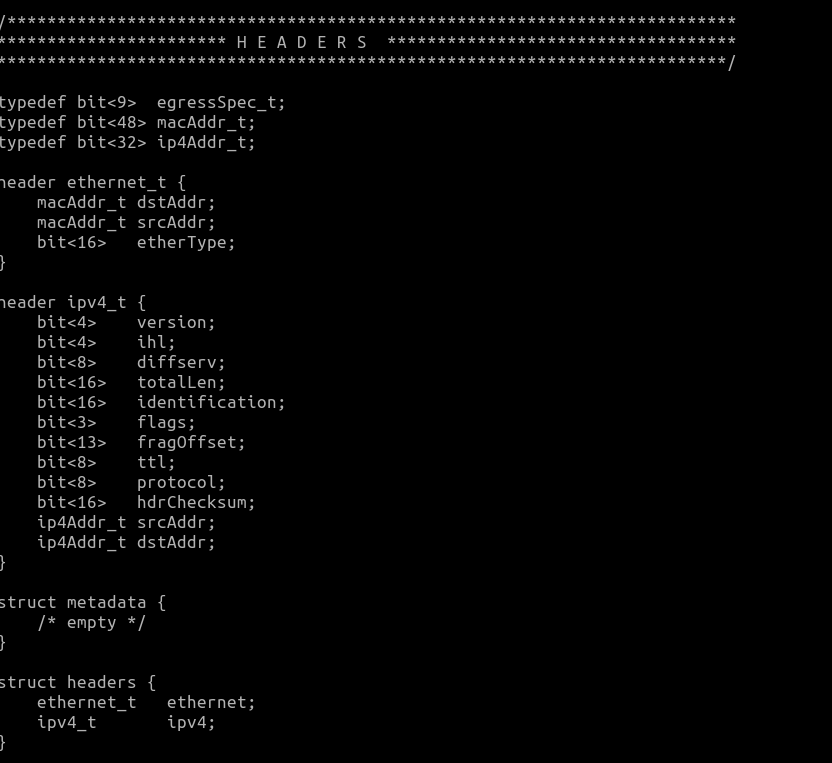 /*************************************************************************
*********************** H E A D E R S  ***********************************
*************************************************************************/
typedef bit<9>  egressSpec_t;
typedef bit<48> macAddr_t;
typedef bit<32> ip4Addr_t;
header ethernet_t {
    macAddr_t dstAddr;
    macAddr_t srcAddr;
    bit<16>   etherType;
}
header ipv4_t {
    bit<4>    version;
    bit<4>    ihl;
    bit<8>    diffserv;
    bit<16>   totalLen;
    bit<16>   identification;
    bit<3>    flags;
    bit<13>   fragOffset;
    bit<8>    ttl;
    bit<8>    protocol;
    bit<16>   hdrChecksum;
    ip4Addr_t srcAddr;
    ip4Addr_t dstAddr;
}
struct metadata {
    /* empty */
}
struct headers {
    ethernet_t   ethernet;
    ipv4_t       ipv4;
}